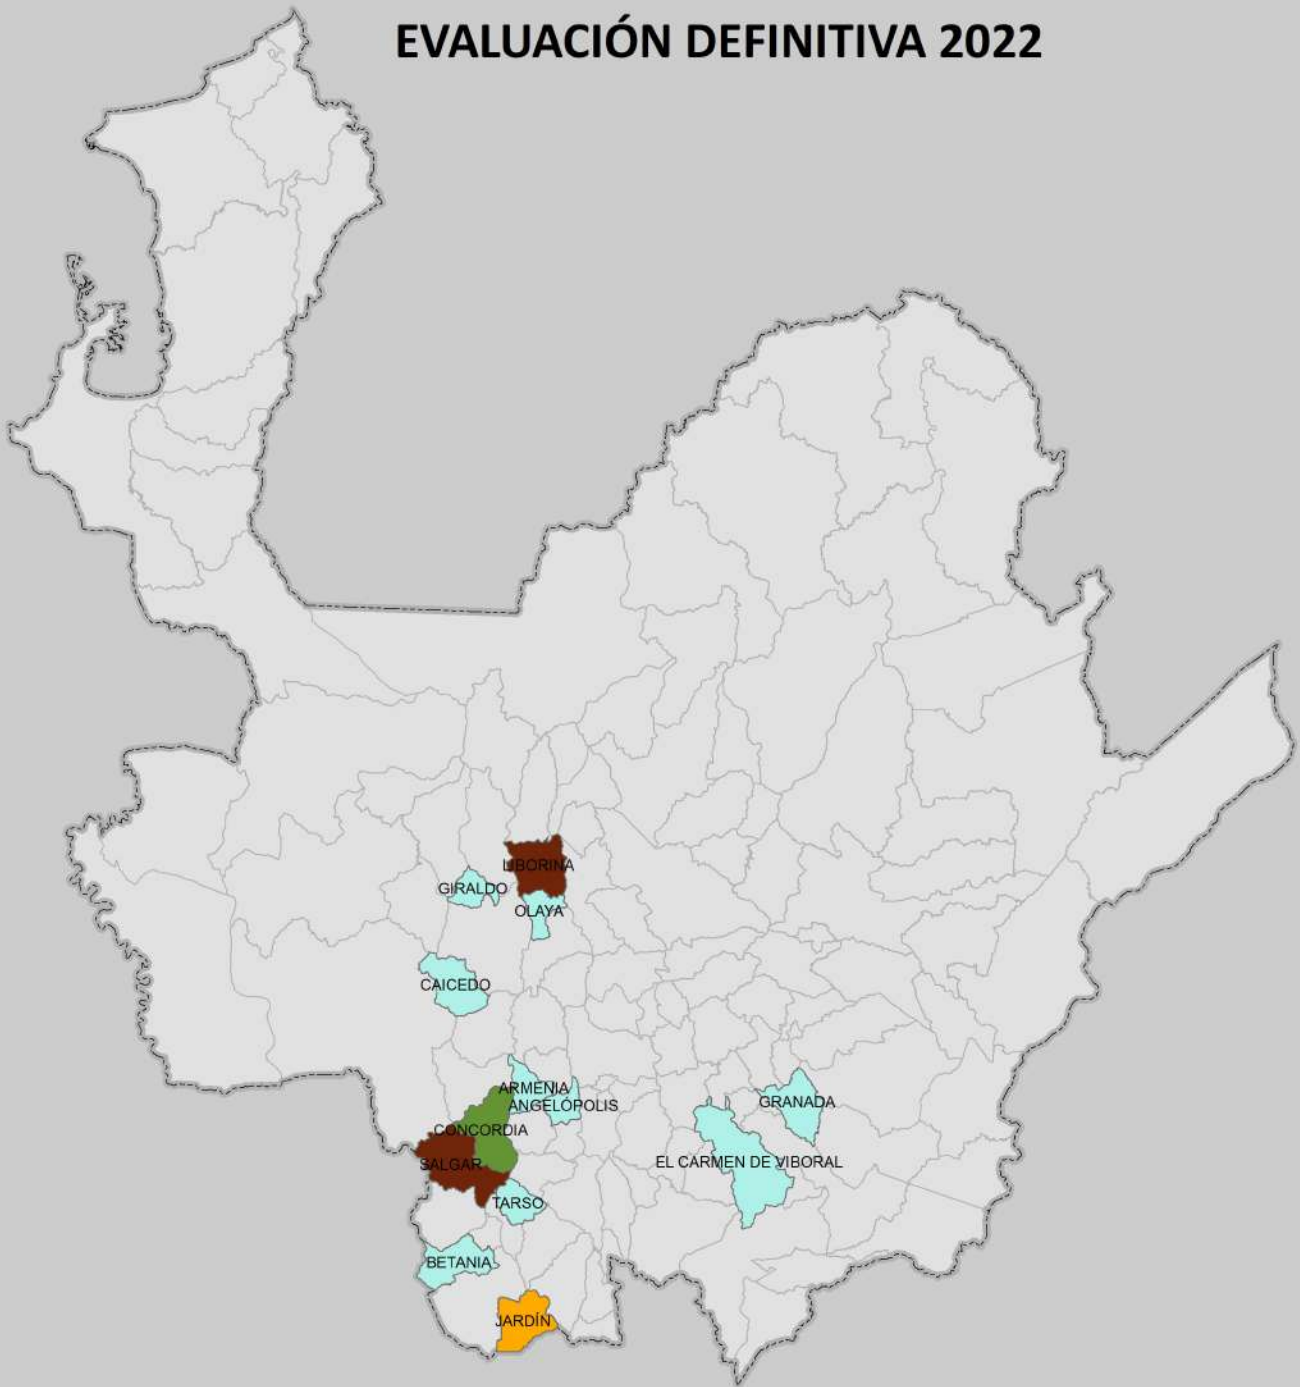 EVALUACIÓN DEFINITIVA 2022
LIBORINA
GIRALDO
OLAYA
CAICEDO
ARMENIA
ANGELÓPOLIS
GRANADA
CONCORDIA
EL CARMEN DE VIBORAL
SALGAR
TARSO
BETANIA
JARDÍN